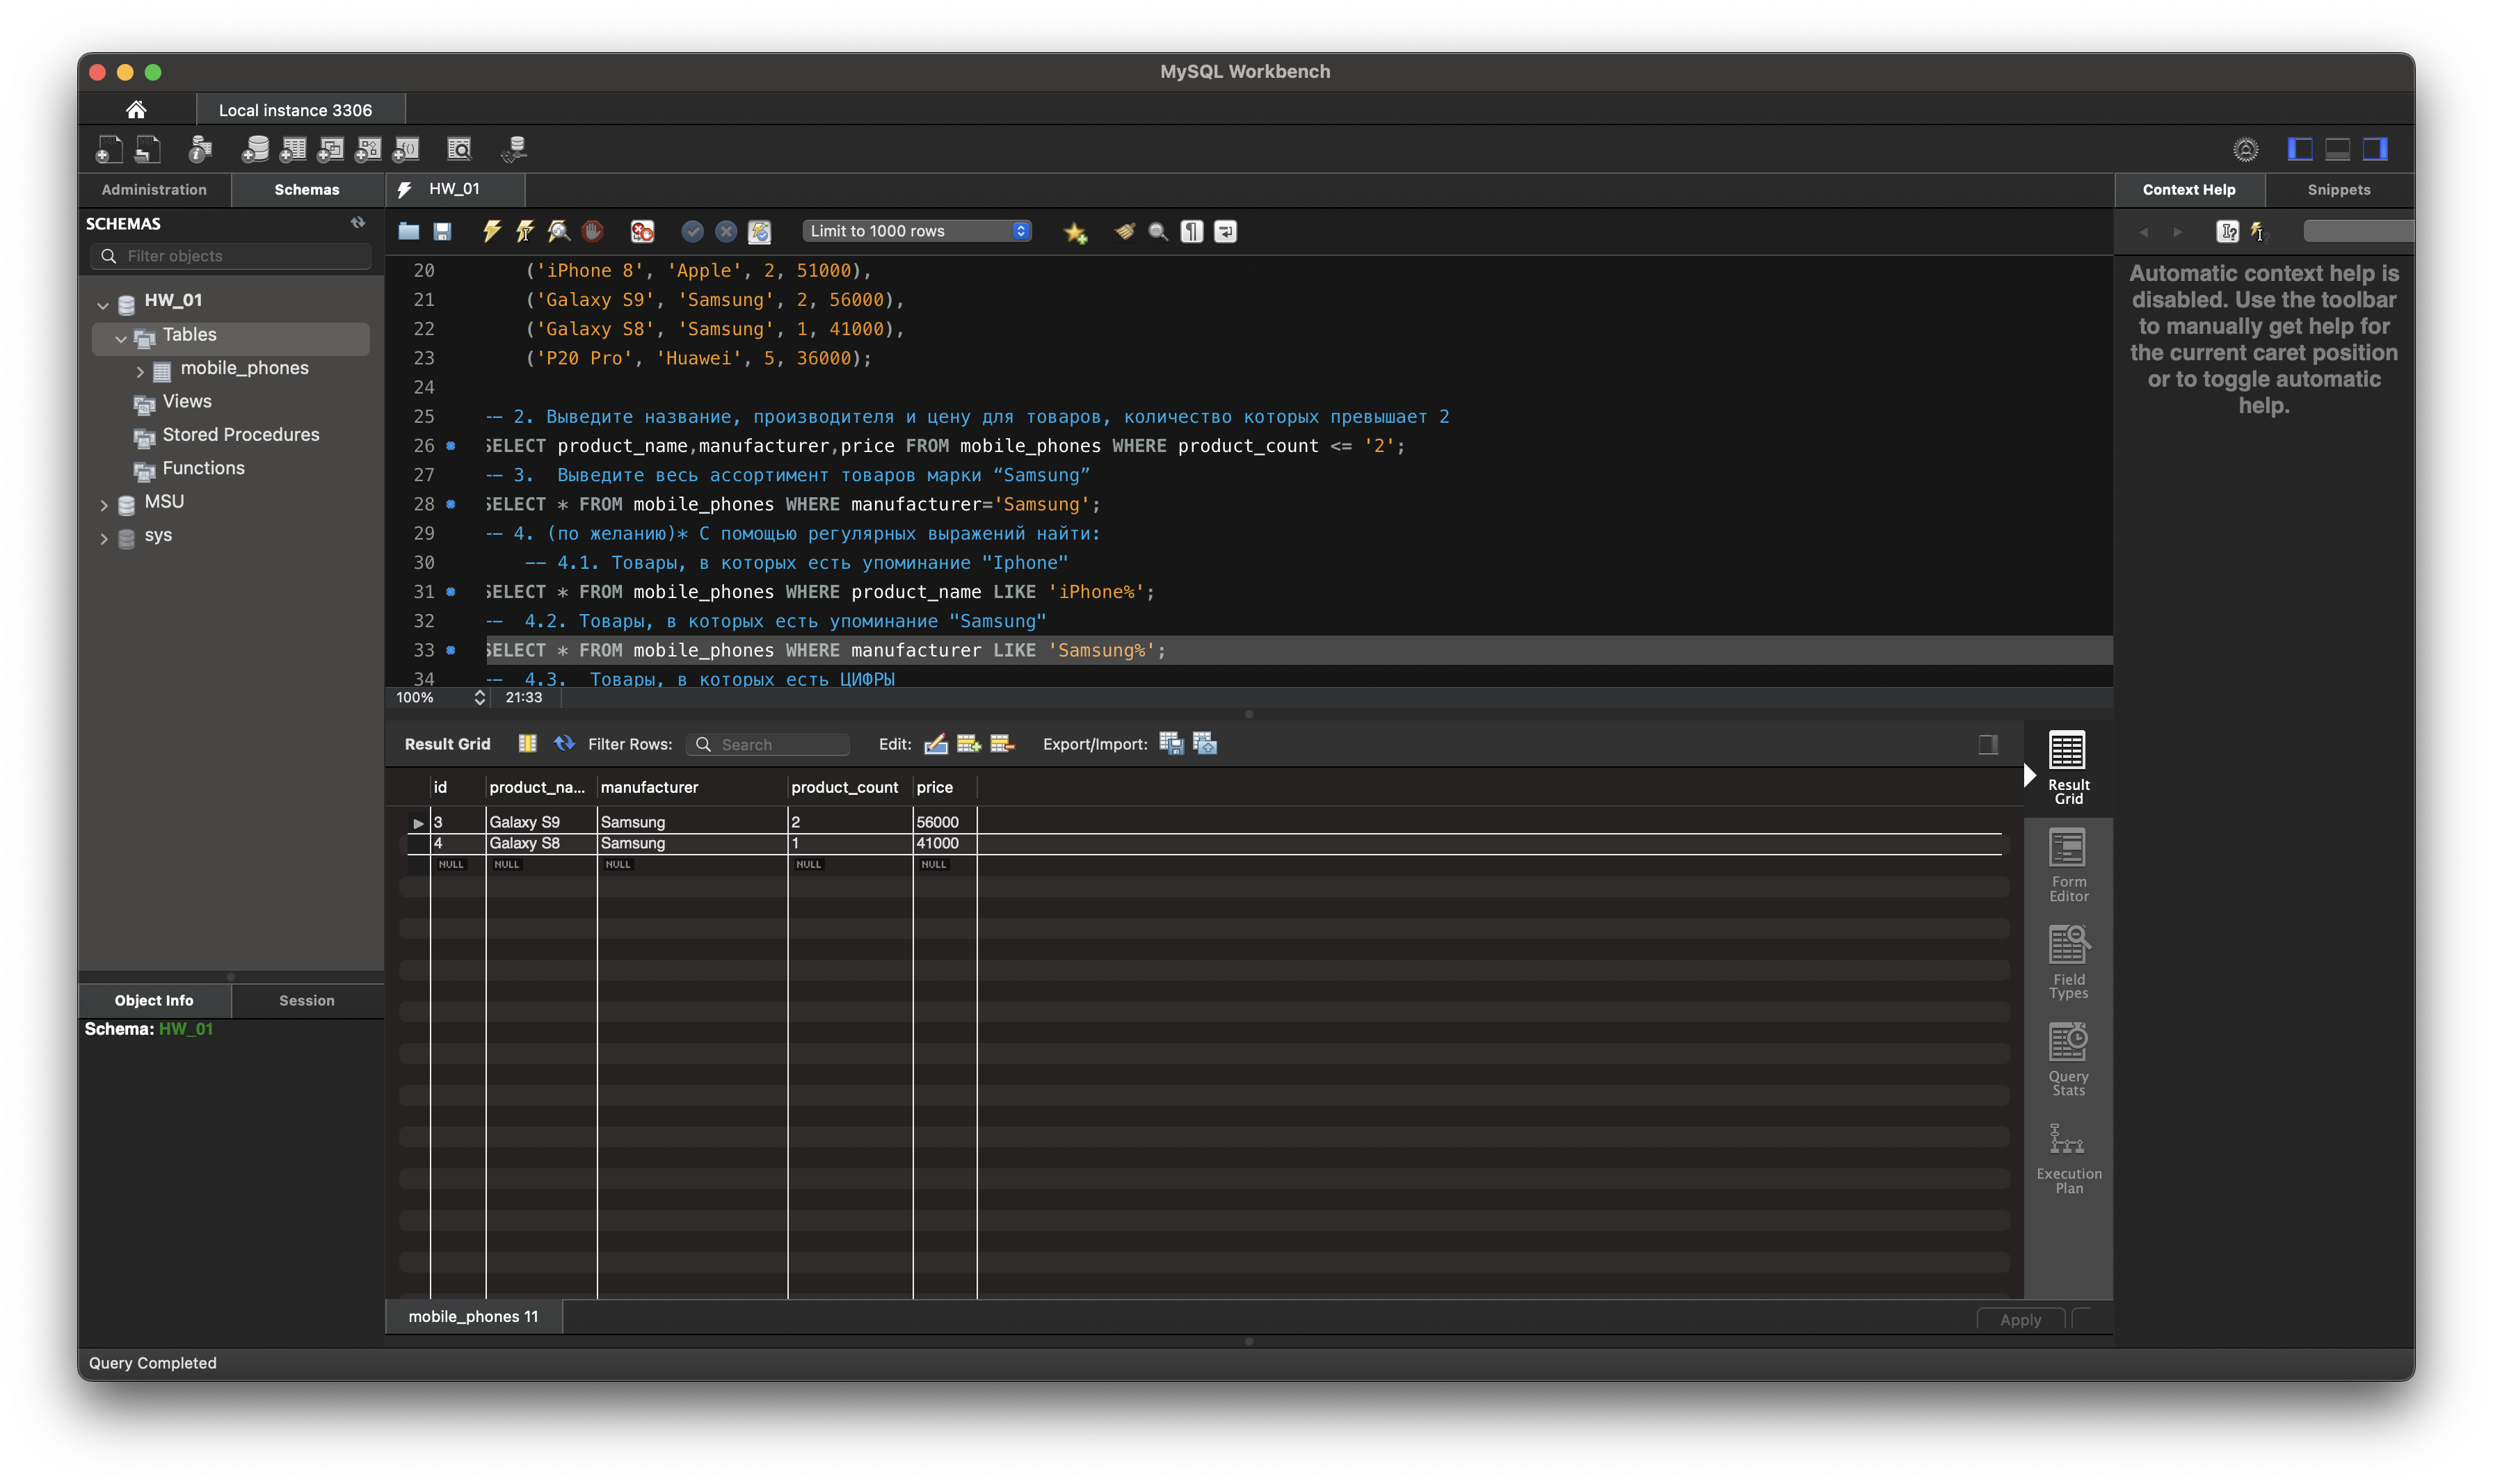 MySQL Workbench
Local instance 3306
Administration
Schemas
HW_01
Context Help
Snippets
SCHEMAS
Filter objects
Limit to 1000 rows
HW_01
Tables
mobile_phones
Views
Stored Procedures
Functions
MSU
sys
20 ('iPhone 8', 'Apple', 2, 51000),
21 ('Galaxy S9', 'Samsung', 2, 56000),
22 ('Galaxy S8', 'Samsung', 1, 41000),
23 ('P20 Pro', 'Huawei', 5, 36000);
24
25 -- 2. Выведите название, производителя и цену для товаров, количество которых превышает 2
26 SELECT product_name,manufacturer,price FROM mobile_phones WHERE product_count <= '2';
27 -- 3.  Выведите весь ассортимент товаров марки “Samsung”
28 SELECT * FROM mobile_phones WHERE manufacturer='Samsung';
29 -- 4. (по желанию)* С помощью регулярных выражений найти:
30 -- 4.1. Товары, в которых есть упоминание "Iphone"
31 SELECT * FROM mobile_phones WHERE product_name LIKE 'iPhone%';
32 --  4.2. Товары, в которых есть упоминание "Samsung"
33 SELECT * FROM mobile_phones WHERE manufacturer LIKE 'Samsung%';
34 --  4.3.  Товары, в которых есть ЦИФРЫ
100%
21:33
Automatic context help is
disabled. Use the toolbar
to manually get help for
the current caret position
or to toggle automatic
help.
Result Grid
Filter Rows:
Search
Edit:
Export/Import:
id product_na... manufacturer product_count price
3 Galaxy S9 Samsung 2 56000
4 Galaxy S8 Samsung 1 41000
NULL NULL NULL NULL NULL
Result
Grid
Form
Editor
Field
Types
Query
Stats
Execution
Plan
Object Info
Session
Schema: HW_01
mobile_phones 11
Apply
Query Completed